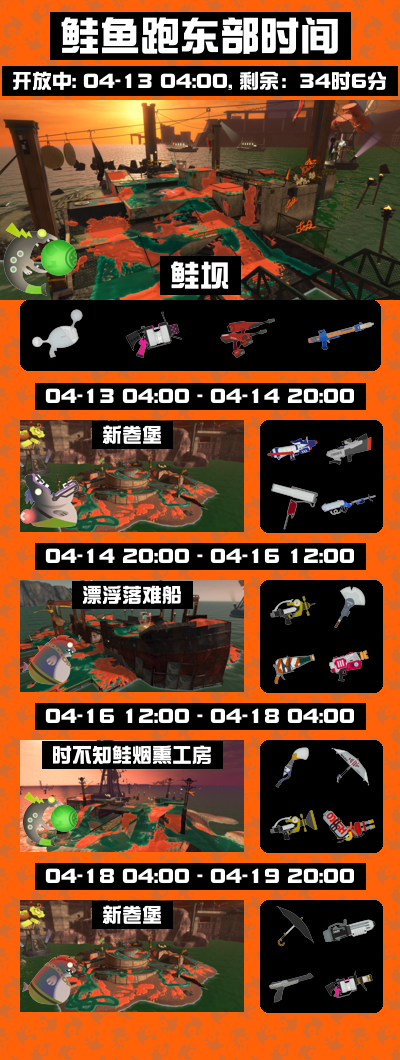 鲑鱼跑东部时间
开放中: 04-13 04:00, 剩余: 34时6分
鲑坝
04-13 04:00 - 04-14 20:00
新卷堡
04-14 20:00 - 04-16 12:00
漂浮落难船
04-16 12:00 - 04-18 04:00
时不知鲑烟熏工房
04-18 04:00 - 04-19 20:00
新卷堡